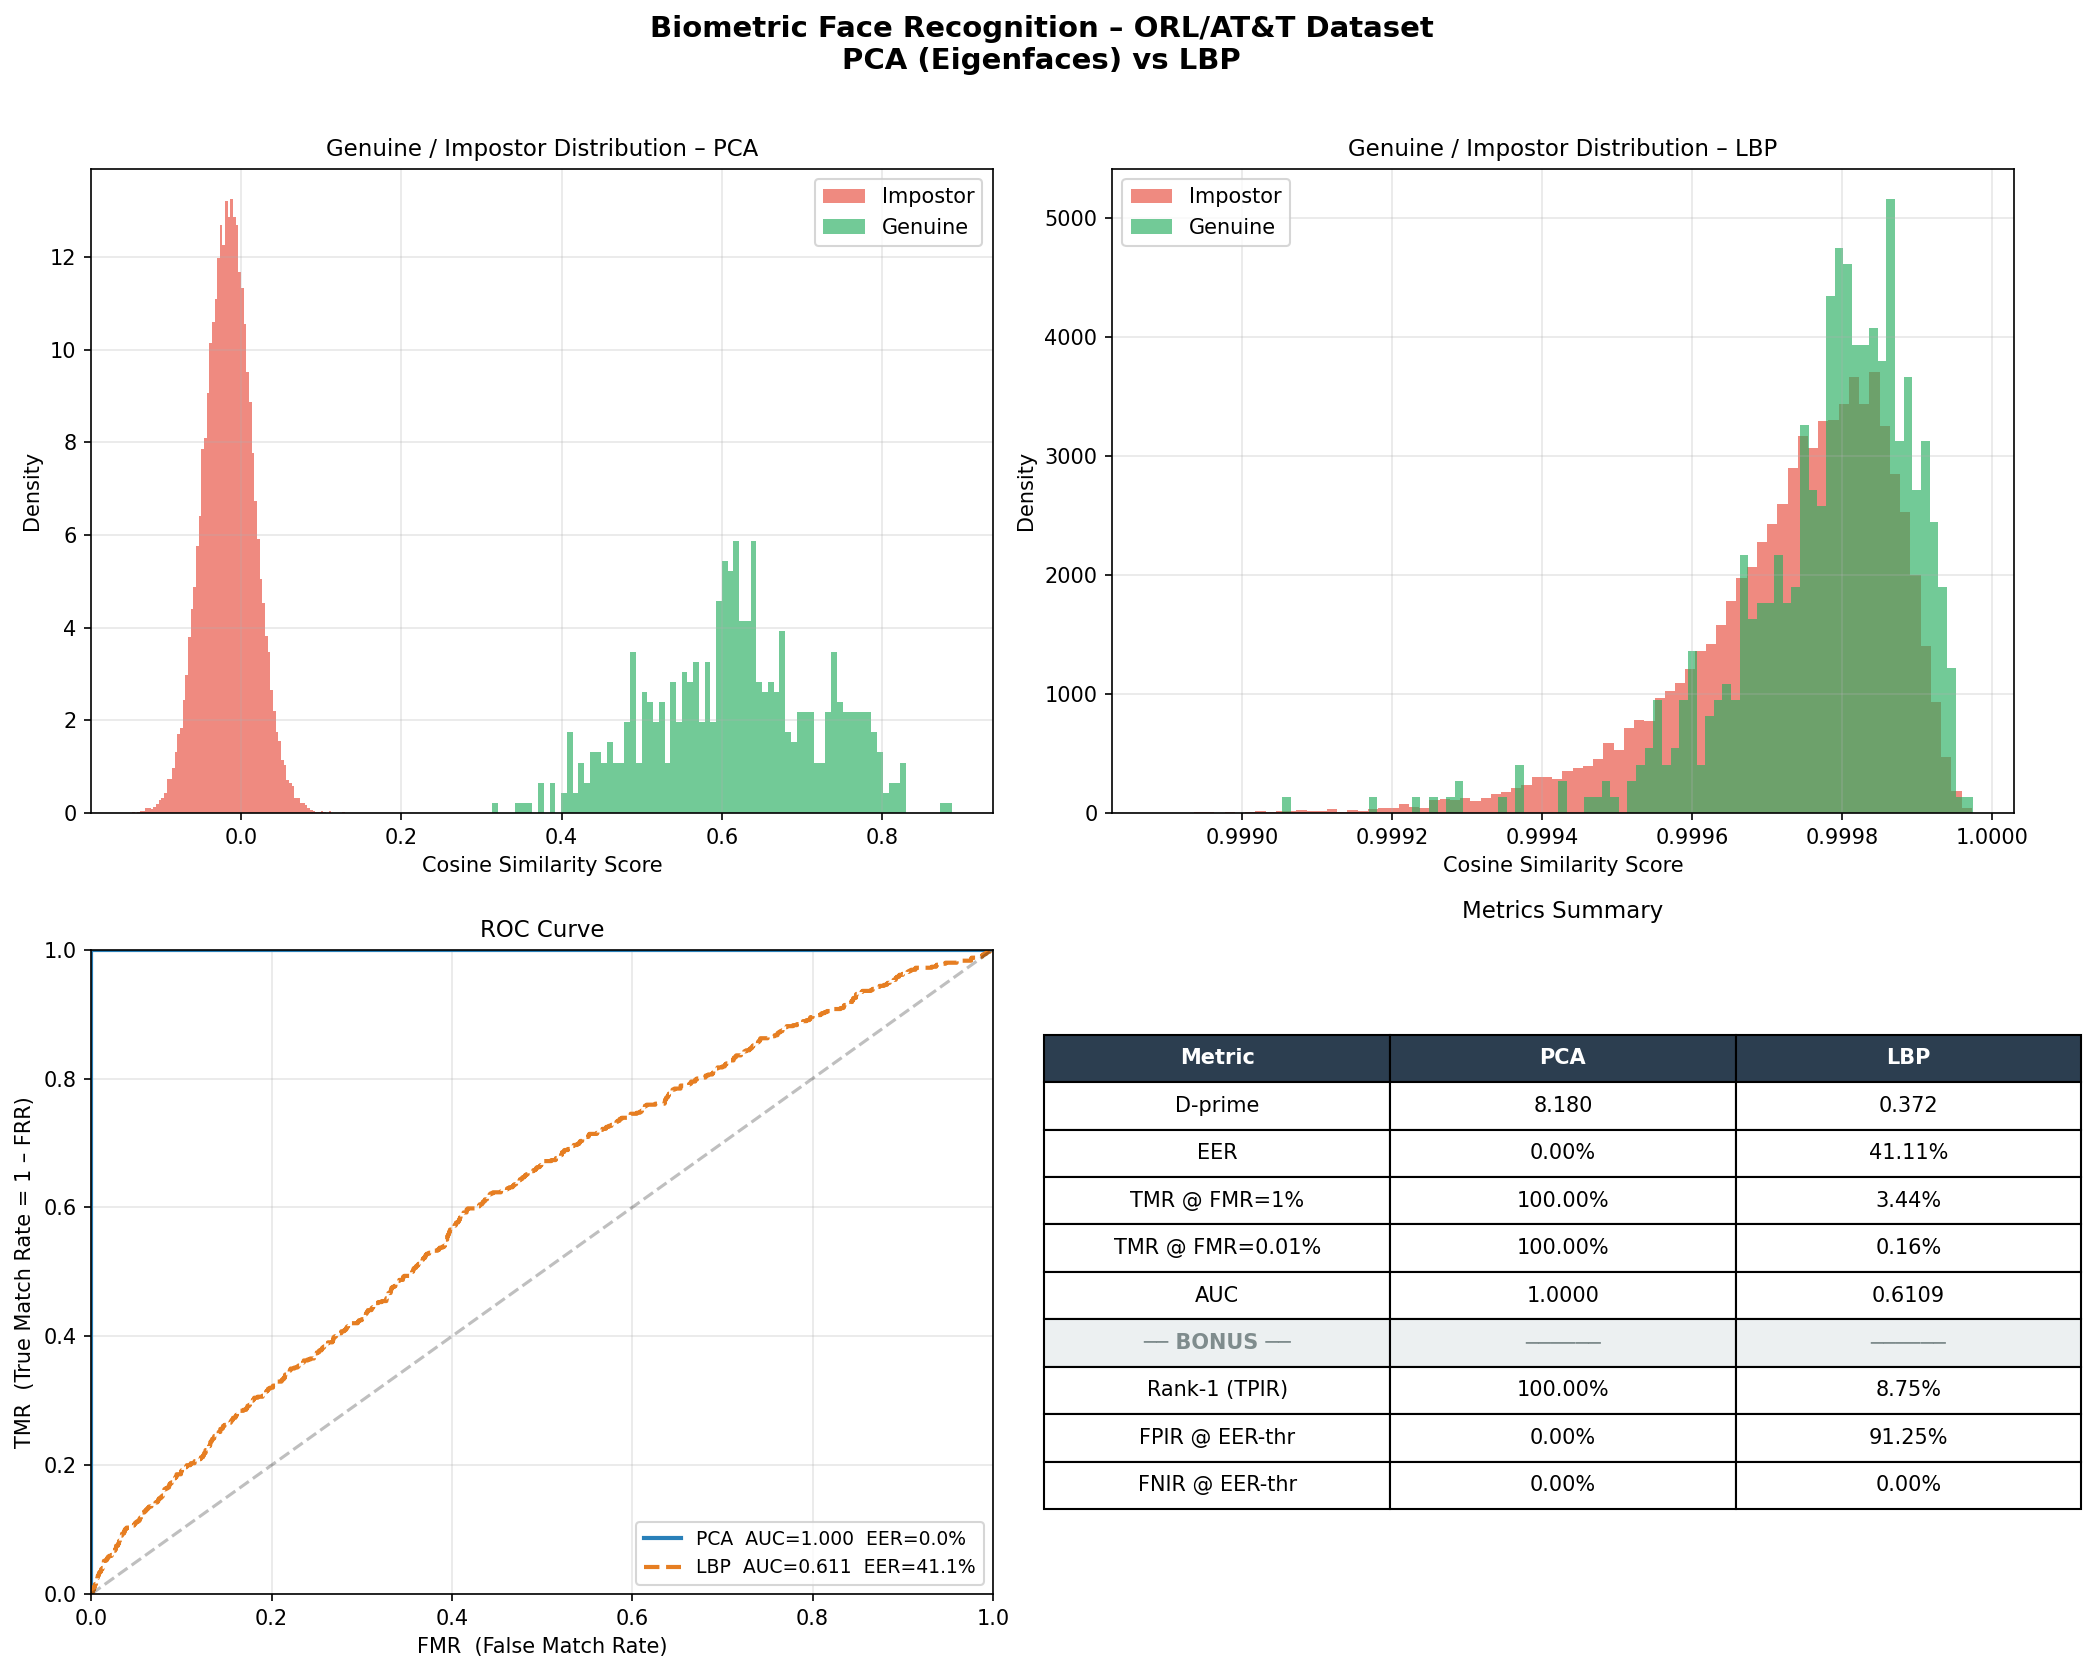 Biometric Face Recognition – ORL/AT&T Dataset
PCA (Eigenfaces) vs LBP
Genuine / Impostor Distribution – PCA
Impostor
Genuine
Density
12
10
8
6
4
2
0
0.0 0.2 0.4 0.6 0.8
Cosine Similarity Score
Genuine / Impostor Distribution – LBP
Impostor
Genuine
Density
5000
4000
3000
2000
1000
0
0.9990 0.9992 0.9994 0.9996 0.9998 1.0000
Cosine Similarity Score
ROC Curve
TMR (True Match Rate = 1 – FRR)
1.0
0.8
0.6
0.4
0.2
0.0
PCA AUC=1.000 EER=0.0%
LBP AUC=0.611 EER=41.1%
0.0 0.2 0.4 0.6 0.8 1.0
FMR (False Match Rate)
Metrics Summary
Metric PCA LBP
D-prime 8.180 0.372
EER 0.00% 41.11%
TMR @ FMR=1% 100.00% 3.44%
TMR @ FMR=0.01% 100.00% 0.16%
AUC 1.0000 0.6109
── BONUS ── ────── ──────
Rank-1 (TPIR) 100.00% 8.75%
FPIR @ EER-thr 0.00% 91.25%
FNIR @ EER-thr 0.00% 0.00%